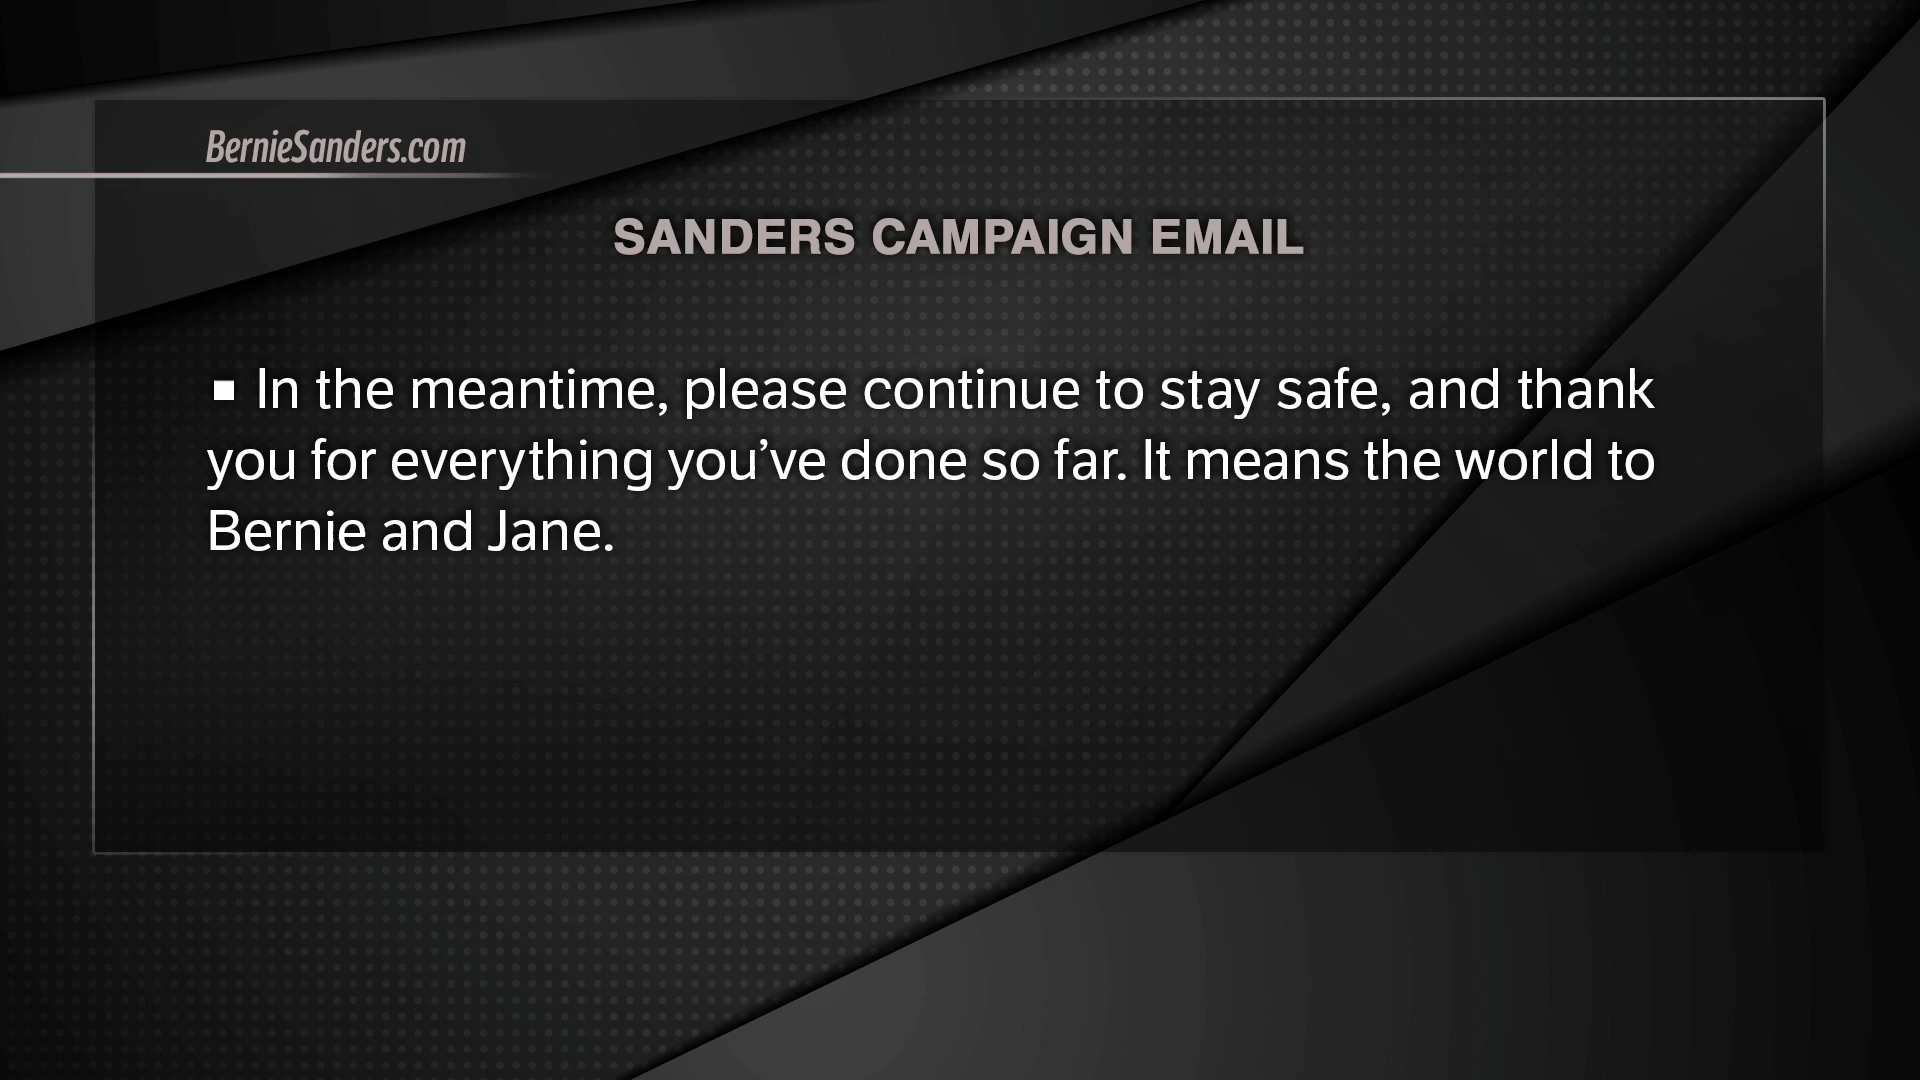 BernieSanders.com
SANDERS CAMPAIGN EMAIL
▪ In the meantime, please continue to stay safe, and thank
you for everything you’ve done so far. It means the world to
Bernie and Jane.